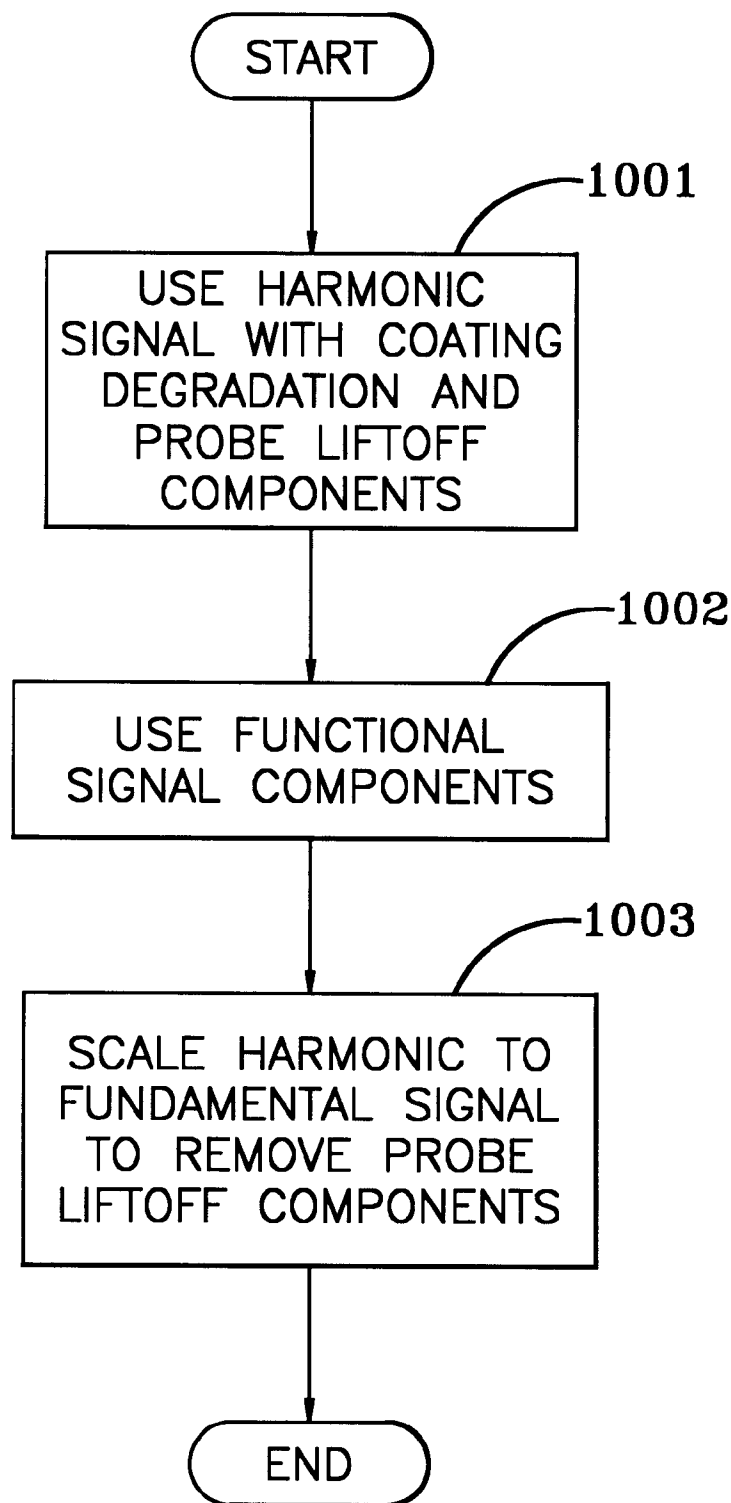 START
1001
USE HARMONIC
SIGNAL WITH COATING
DEGRADATION AND
PROBE LIFTOFF
COMPONENTS
1002
USE FUNCTIONAL
SIGNAL COMPONENTS
1003
SCALE HARMONIC TO
FUNDAMENTAL SIGNAL
TO REMOVE PROBE
LIFTOFF COMPONENTS
END